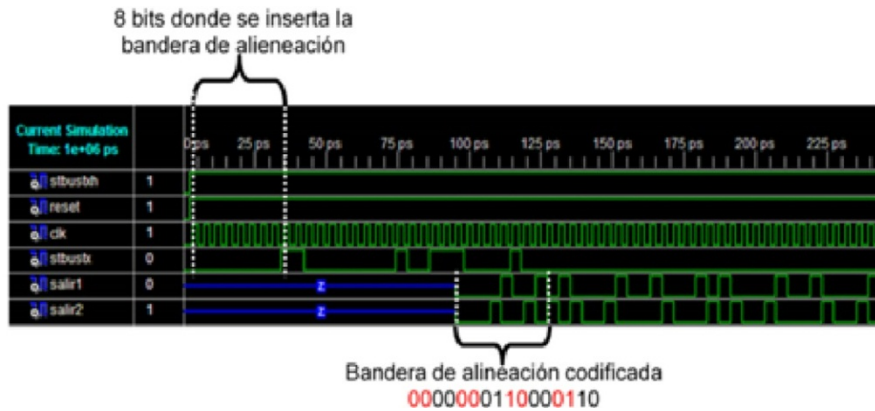 8 bits donde se inserta la
bandera de alieneación
Current Simulation
Time: 1e+06 ps
0 ps 25 ps 50 ps 75 ps 100 ps 125 ps 150 ps 175 ps 200 ps 225 ps
stbustxh 1
reset 1
clk 1
stbustx 0
salir1 0 Z
salir2 1 Z
Bandera de alineación codificada
0000000110000110